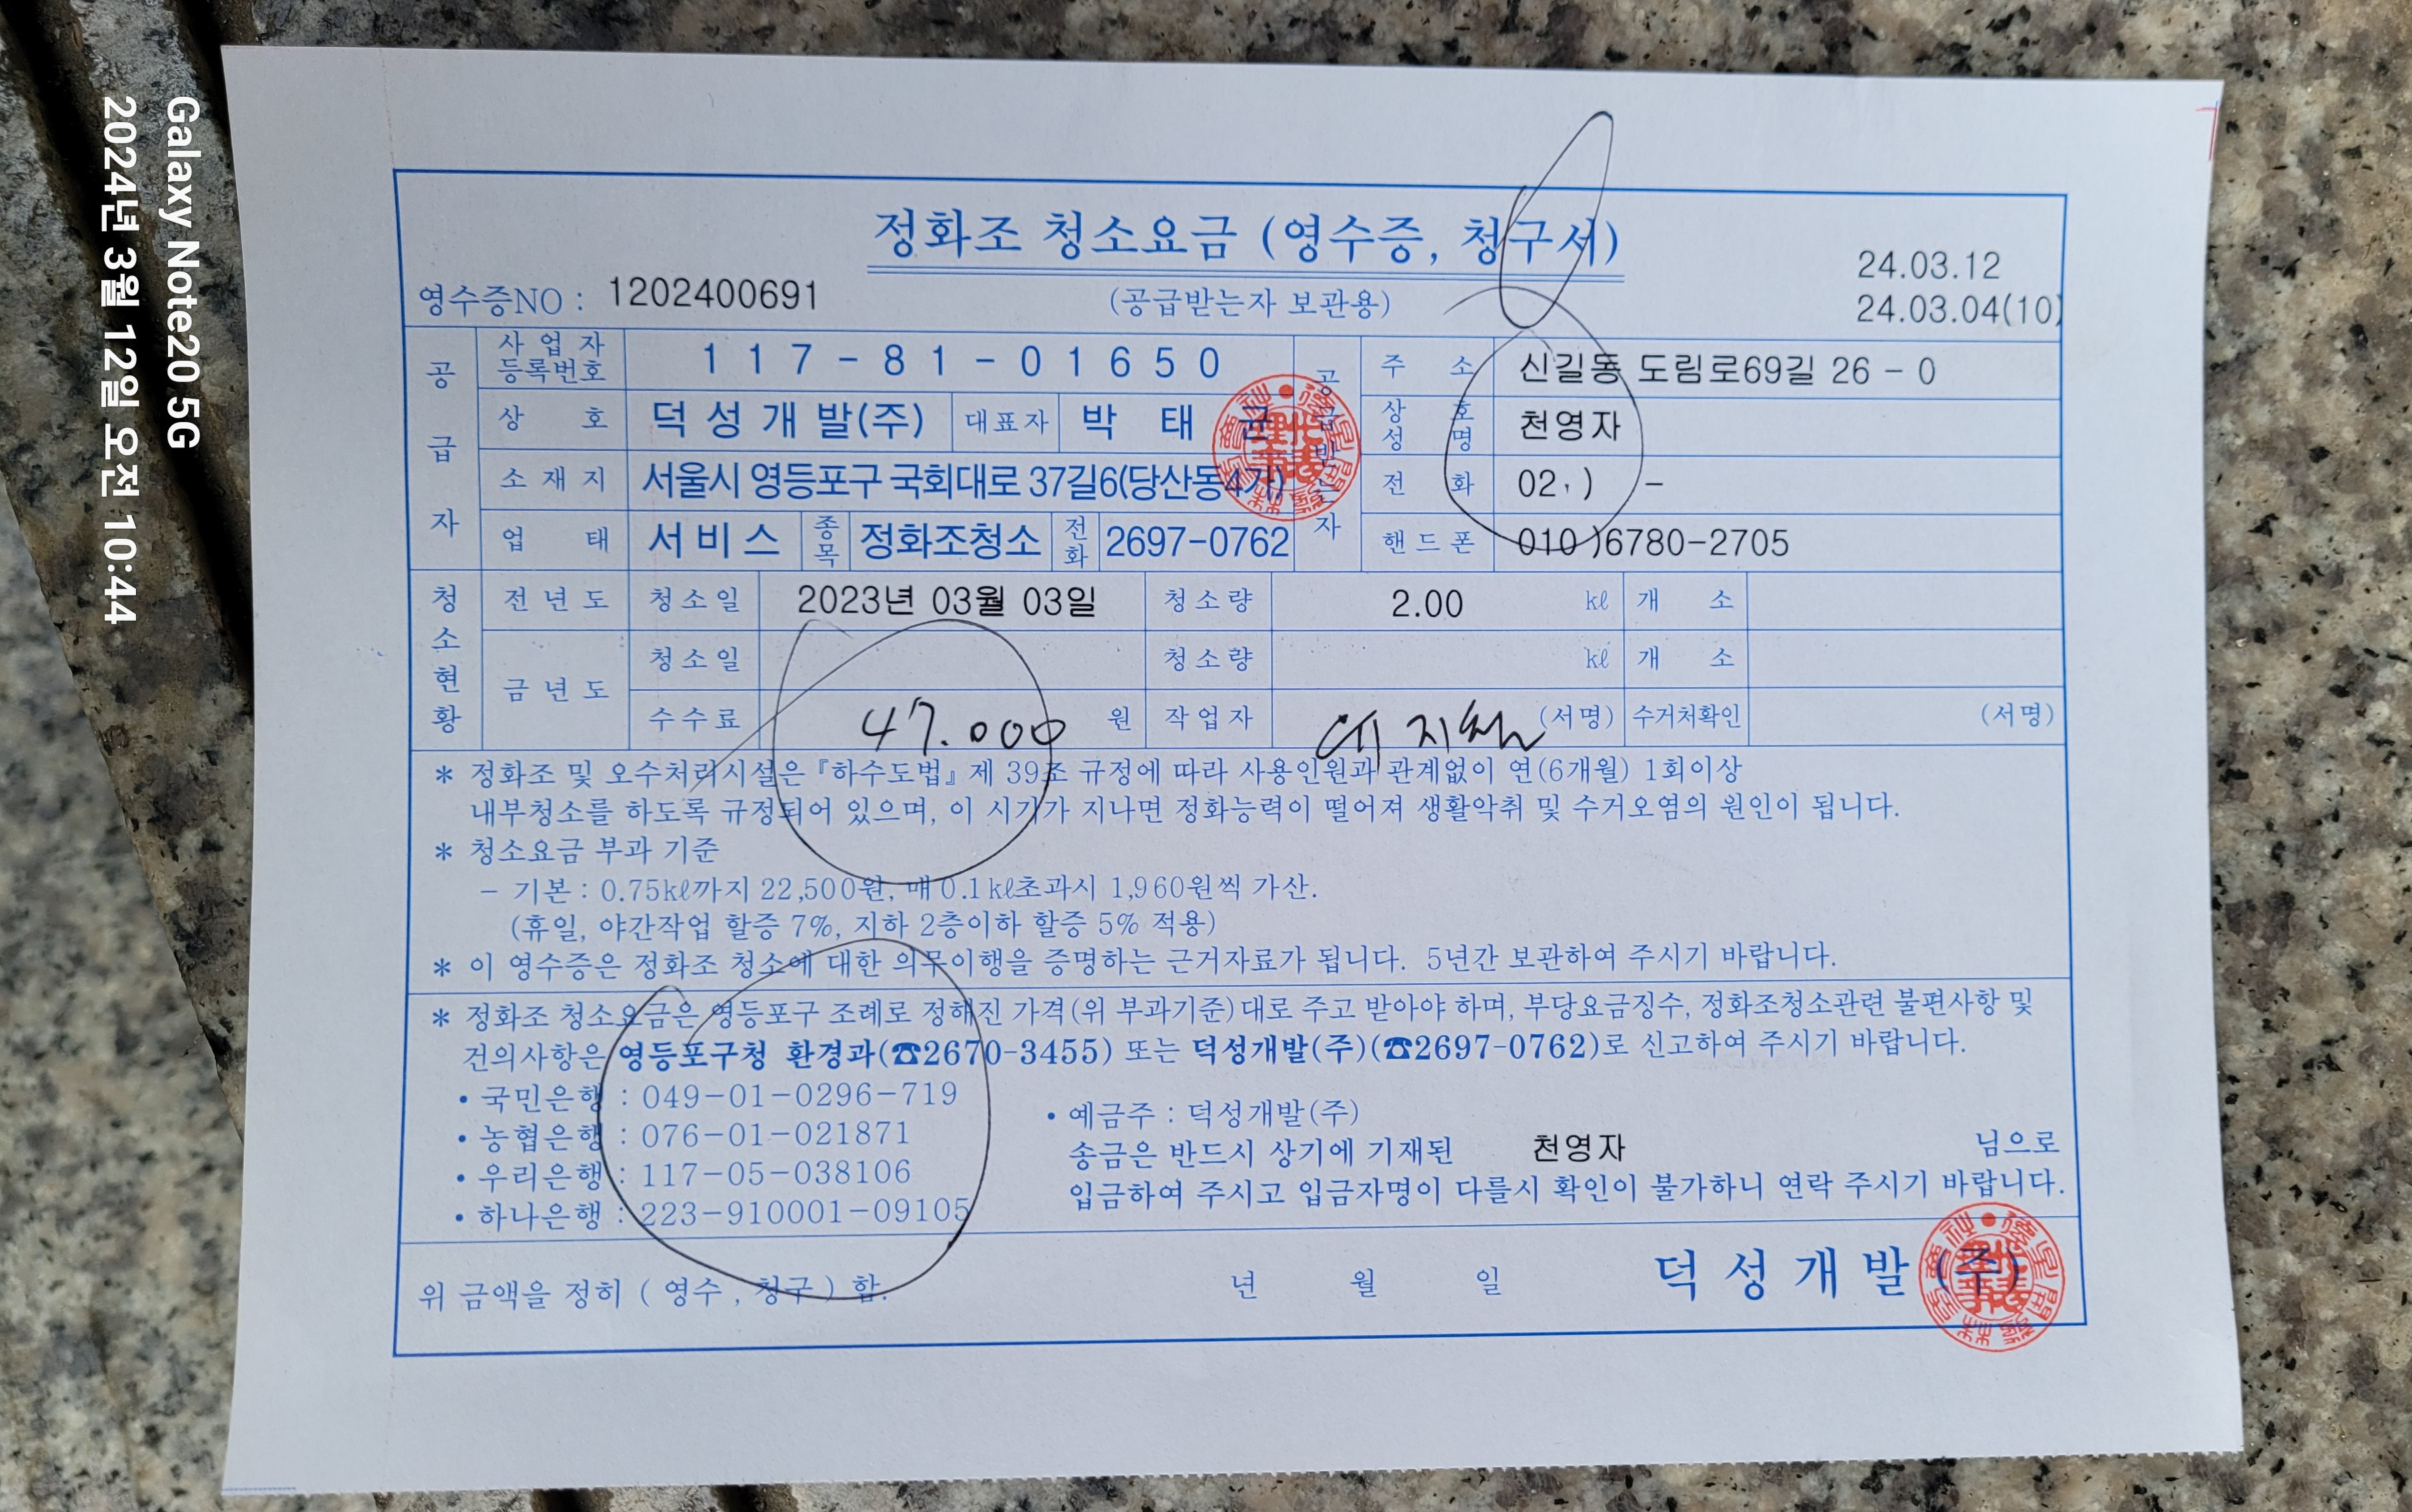 Galaxy Note20 5G
2024년 3월 12일 오전 10:44
정화조 청소요금 (영수증, 청구서)
24.03.12
영수증NO : 1202400691 (공급받는자 보관용) 24.03.04(10)
공급자 사업자등록번호 117-81-01650 공급받는자 주소 신길동 도림로69길 26 - 0
상호 덕성개발(주) 대표자 박태균 상호성명 천영자
소재지 서울시 영등포구 국회대로 37길6(당산동4가) 전화 02 ) -
업태 서비스 종목 정화조청소 전화 2697-0762 핸드폰 010 )6780-2705
청소현황 전년도 청소일 2023년 03월 03일 청소량 2.00 ㎘ 개소
금년도 청소일 청소량 ㎘ 개소
수수료 47.000 원 작업자 (서명) 수거처확인 (서명)
* 정화조 및 오수처리시설은『하수도법』제 39조 규정에 따라 사용인원과 관계없이 연(6개월) 1회이상
내부청소를 하도록 규정되어 있으며, 이 시기가 지나면 정화능력이 떨어져 생활악취 및 수거오염의 원인이 됩니다.
* 청소요금 부과 기준
- 기본 : 0.75㎘까지 22,500원, 매 0.1㎘초과시 1,960원씩 가산.
(휴일, 야간작업 할증 7%, 지하 2층이하 할증 5% 적용)
* 이 영수증은 정화조 청소에 대한 의무이행을 증명하는 근거자료가 됩니다. 5년간 보관하여 주시기 바랍니다.
* 정화조 청소요금은 영등포구 조례로 정해진 가격(위 부과기준)대로 주고 받아야 하며, 부당요금징수, 정화조청소관련 불편사항 및
건의사항은 영등포구청 환경과(☎2670-3455) 또는 덕성개발(주)(☎2697-0762)로 신고하여 주시기 바랍니다.
• 국민은행 : 049-01-0296-719
• 농협은행 : 076-01-021871
• 우리은행 : 117-05-038106
• 하나은행 : 223-910001-09105
• 예금주 : 덕성개발(주)
송금은 반드시 상기에 기재된 천영자 님으로
입금하여 주시고 입금자명이 다를시 확인이 불가하니 연락 주시기 바랍니다.
위 금액을 정히 ( 영수 , 청구 ) 함. 년 월 일 덕성개발(주)